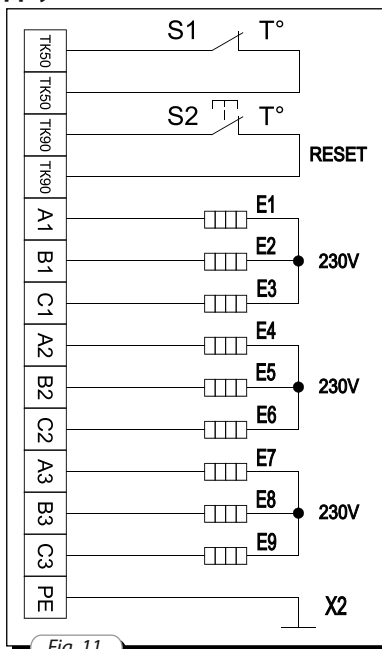 S1 T°
TK50
TK50
S2 T°
TK90
RESET
TK90
A1 E1
B1 E2 230V
C1 E3
A2 E4
B2 E5 230V
C2 E6
A3 E7
B3 E8 230V
C3 E9
PE X2
Fig. 11